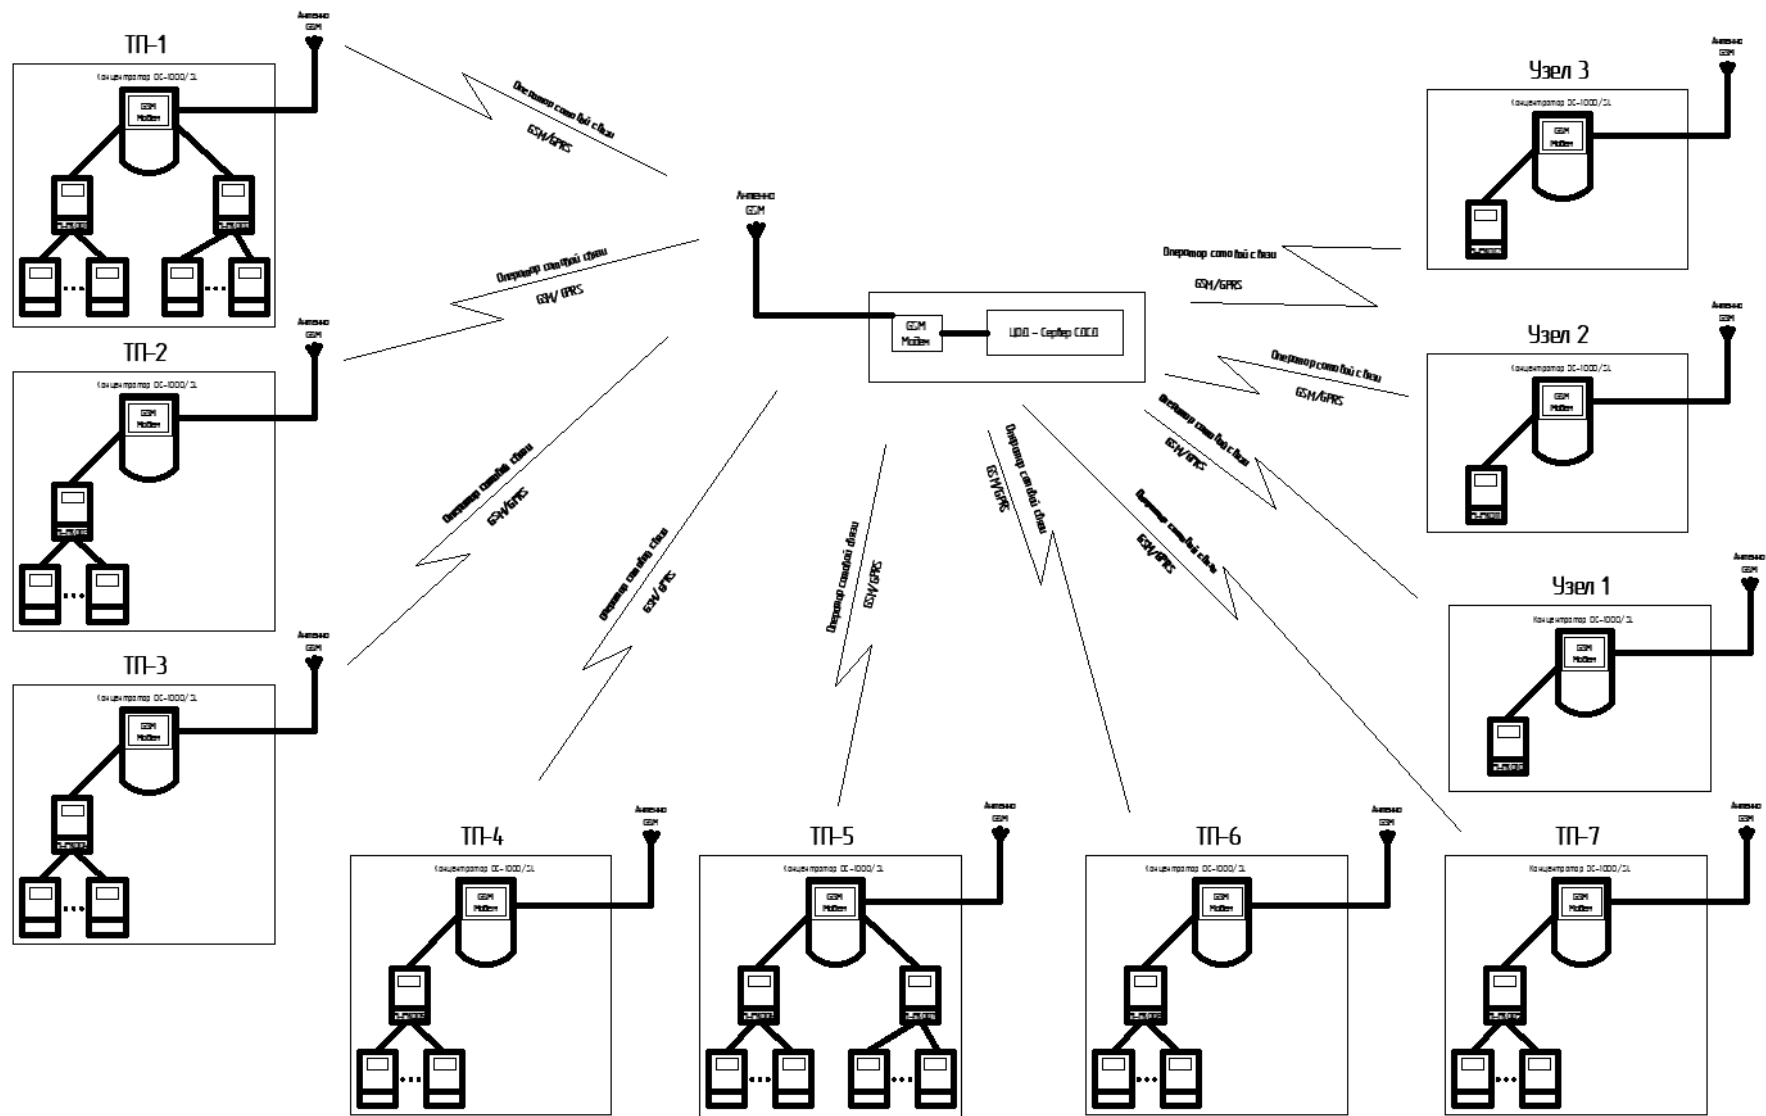 Антенна
GSM
ТП-1
Концентратор DC-1000/SL
GSM
Модем
Оператор сотовой связи
GSM/GPRS
Антенна
GSM
Узел 3
Концентратор DC-1000/SL
GSM
Модем
Антенна
GSM
GSM
Модем
ЦОД - Сервер СОСД
Оператор сотовой связи
GSM/GPRS
Оператор сотовой связи
GSM/GPRS
Антенна
GSM
ТП-2
Концентратор DC-1000/SL
GSM
Модем
Антенна
GSM
Узел 2
Концентратор DC-1000/SL
GSM
Модем
Оператор сотовой связи
GSM/GPRS
Оператор сотовой связи
GSM/GPRS
Оператор сотовой связи
GSM/GPRS
Оператор сотовой связи
GSM/GPRS
Оператор сотовой связи
GSM/GPRS
Оператор сотовой связи
GSM/GPRS
Оператор сотовой связи
GSM/GPRS
Антенна
GSM
Узел 1
Концентратор DC-1000/SL
GSM
Модем
Антенна
GSM
ТП-3
Концентратор DC-1000/SL
GSM
Модем
Антенна
GSM
ТП-4
Концентратор DC-1000/SL
GSM
Модем
Антенна
GSM
ТП-5
Концентратор DC-1000/SL
GSM
Модем
Антенна
GSM
ТП-6
Концентратор DC-1000/SL
GSM
Модем
Антенна
GSM
ТП-7
Концентратор DC-1000/SL
GSM
Модем